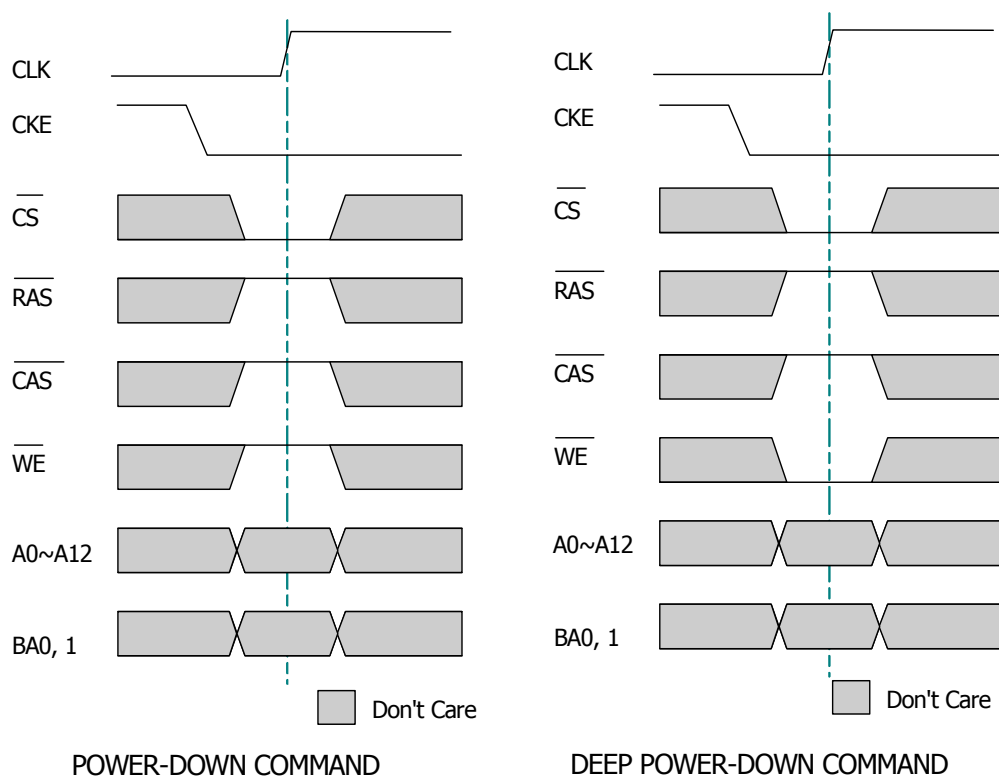 CLK
CKE
CS
RAS
CAS
WE
A0~A12
BA0, 1
Don't Care
POWER-DOWN COMMAND
CLK
CKE
CS
RAS
CAS
WE
A0~A12
BA0, 1
Don't Care
DEEP POWER-DOWN COMMAND